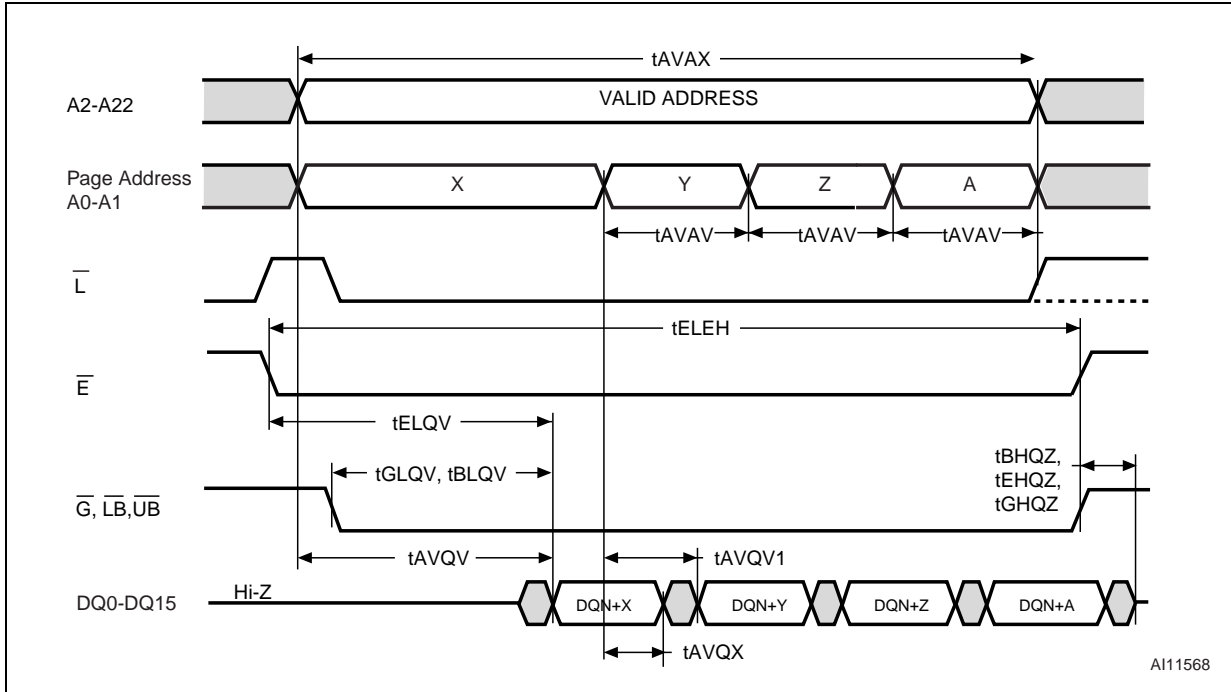 tAVAX
A2-A22
VALID ADDRESS
Page Address
A0-A1
X
Y
Z
A
tAVAV
tAVAV
tAVAV
L
tELEH
E
tELQV
tGLQV, tBLQV
tBHQZ,
tEHQZ,
tGHQZ
G, LB,UB
tAVQV
tAVQV1
DQ0-DQ15
Hi-Z
DQN+X
DQN+Y
DQN+Z
DQN+A
tAVQX
AI11568